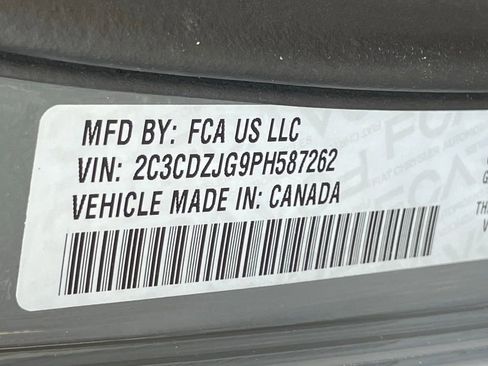 MFD BY: FCA US LLC
VIN: 2C3CDZJG9PH587262
VEHICLE MADE IN: CANADA